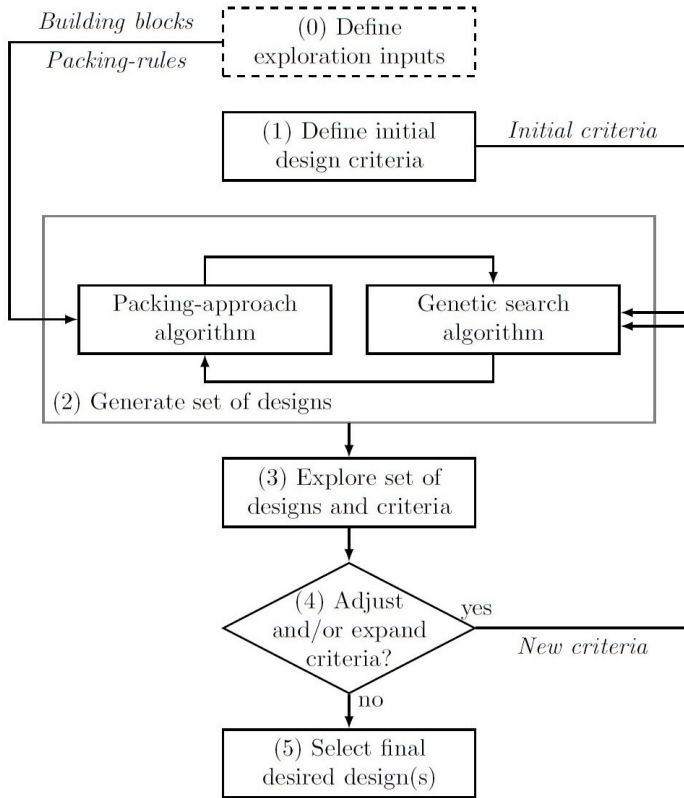 Building blocks
Packing-rules
(0) Define
exploration inputs
(1) Define initial
design criteria
Initial criteria
Packing-approach
algorithm
Genetic search
algorithm
(2) Generate set of designs
(3) Explore set of
designs and criteria
(4) Adjust
and/or expand
criteria?
yes
New criteria
no
(5) Select final
desired design(s)